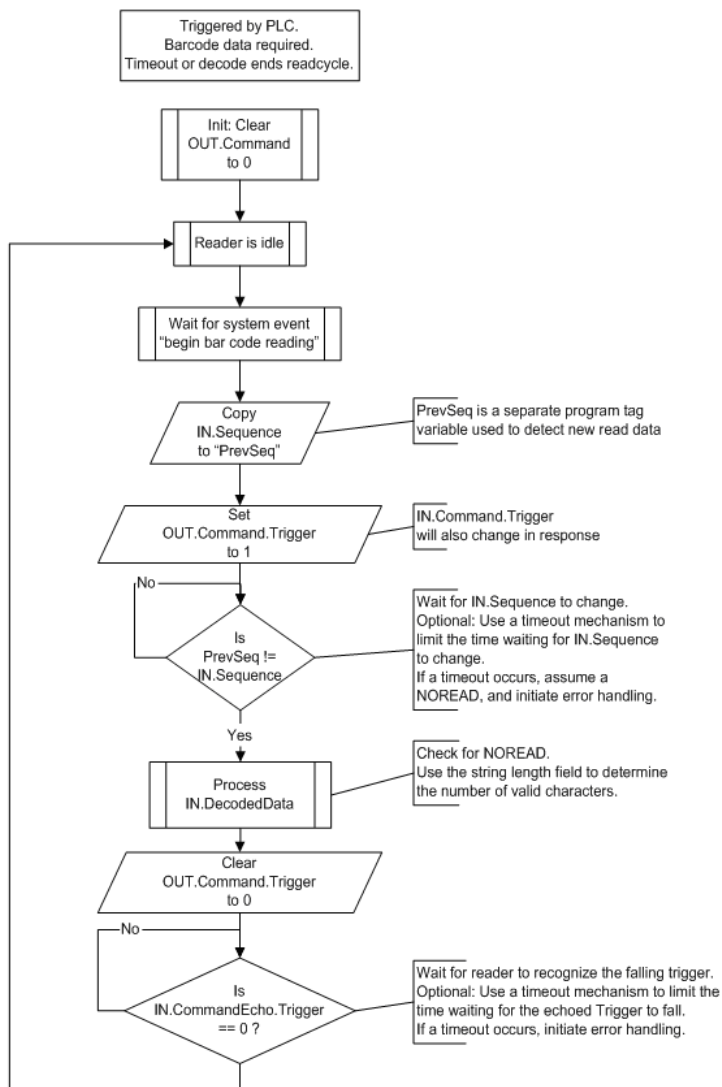 Triggered by PLC.
Barcode data required.
Timeout or decode ends readcycle.
Init: Clear
OUT.Command
to 0
Reader is idle
Wait for system event
“begin bar code reading”
Copy
IN.Sequence
to “PrevSeq”
PrevSeq is a separate program tag
variable used to detect new read data
Set
OUT.Command.Trigger
to 1
IN.Command.Trigger
will also change in response
No
Is
PrevSeq !=
IN.Sequence
Wait for IN.Sequence to change.
Optional: Use a timeout mechanism to
limit the time waiting for IN.Sequence
to change.
If a timeout occurs, assume a
NOREAD, and initiate error handling.
Yes
Process
IN.DecodedData
Check for NOREAD.
Use the string length field to determine
the number of valid characters.
Clear
OUT.Command.Trigger
to 0
No
Is
IN.CommandEcho.Trigger
== 0 ?
Wait for reader to recognize the falling trigger.
Optional: Use a timeout mechanism to limit the
time waiting for the echoed Trigger to fall.
If a timeout occurs, initiate error handling.